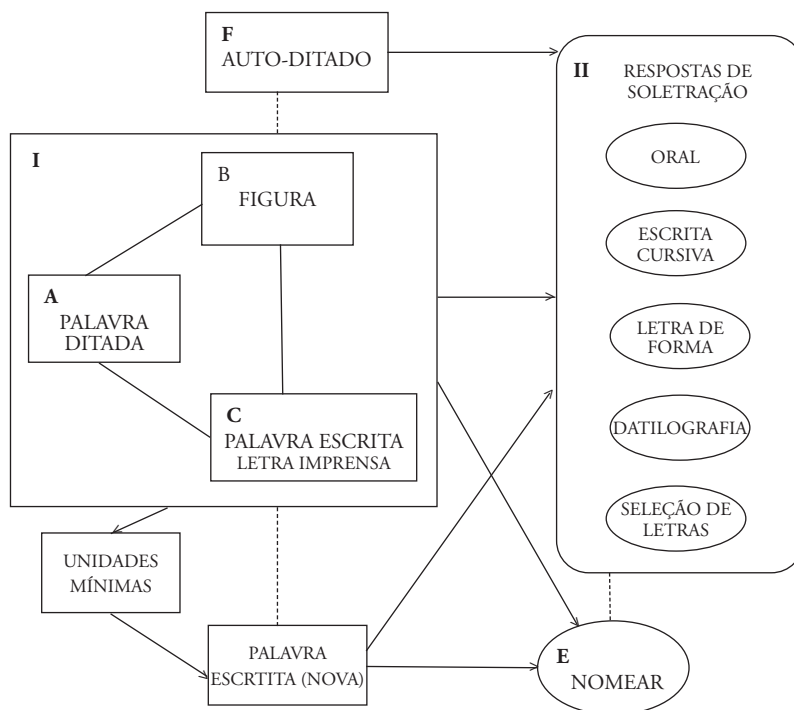 F
AUTO-DITADO
II
RESPOSTAS DE
SOLETRAÇÃO
ORAL
ESCRITA
CURSIVA
LETRA DE
FORMA
DATILOGRAFIA
SELEÇÃO DE
LETRAS
I
B
FIGURA
A
PALAVRA
DITADA
C
PALAVRA ESCRITA
LETRA IMPRENSA
UNIDADES
MÍNIMAS
PALAVRA
ESCRTITA (NOVA)
E
NOMEAR